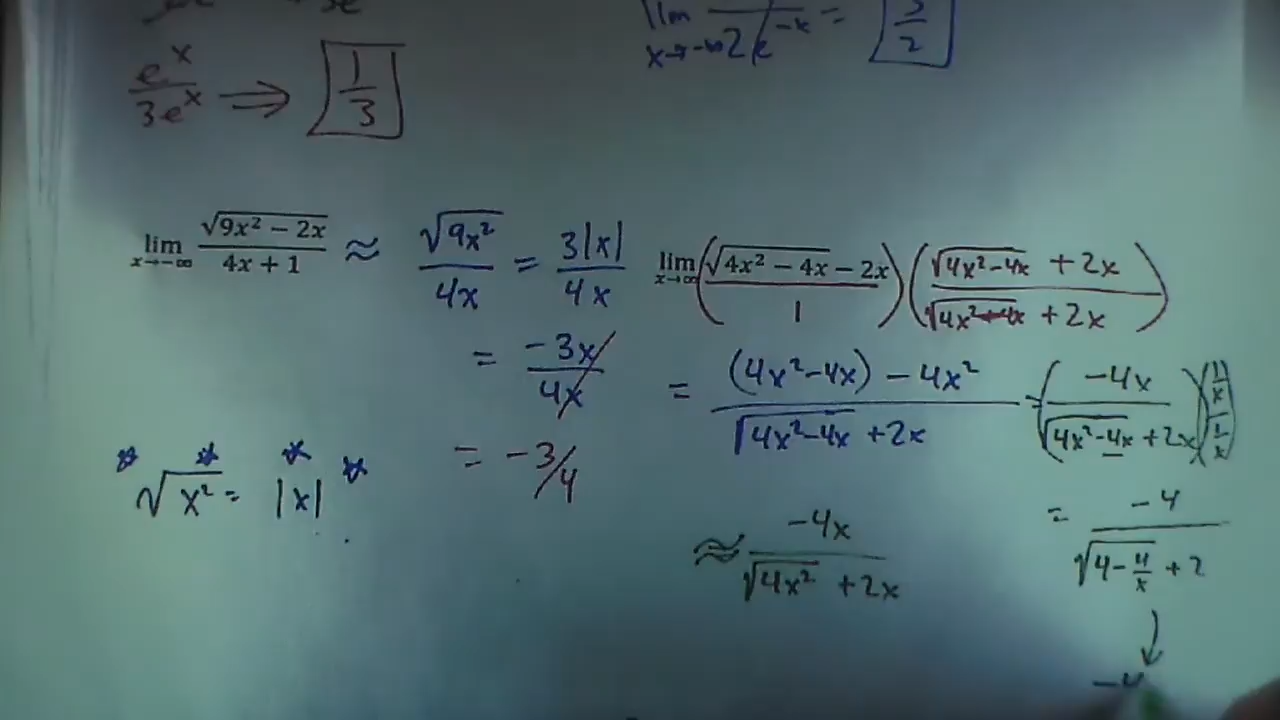 e^x / 3e^x ⟹ 1/3
lim x→-∞ 2e^-x = 3/2
lim x→-∞ √(9x² − 2x) / (4x + 1) ≈ √(9x²) / 4x = 3|x| / 4x
= -3x / 4x
= -3/4
√x² = |x|
lim x→∞ ((√(4x² − 4x) − 2x) / 1) ((√(4x²-4x) + 2x) / (√(4x²-4x) + 2x))
= ((4x²-4x) - 4x²) / (√(4x²-4x) + 2x) = (-4x / (√(4x²-4x) + 2x)) (1/x / 1/x)
≈ -4x / (√(4x²) + 2x)
= -4 / (√(4 - 4/x) + 2)
↓
-4